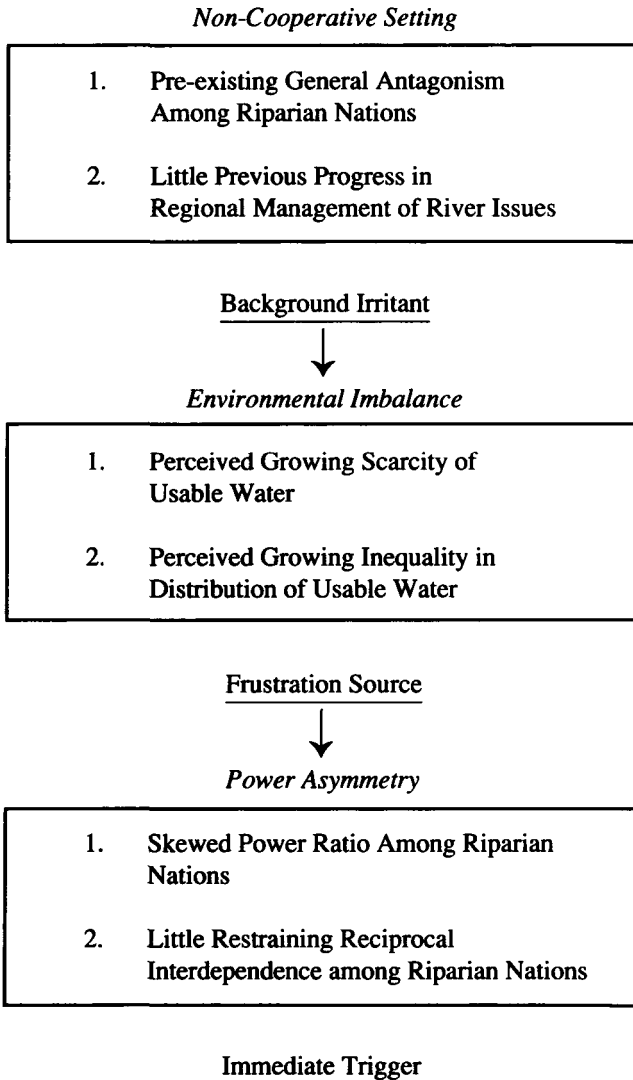 Non-Cooperative Setting
1. Pre-existing General Antagonism
Among Riparian Nations
2. Little Previous Progress in
Regional Management of River Issues
Background Irritant
Environmental Imbalance
1. Perceived Growing Scarcity of
Usable Water
2. Perceived Growing Inequality in
Distribution of Usable Water
Frustration Source
Power Asymmetry
1. Skewed Power Ratio Among Riparian
Nations
2. Little Restraining Reciprocal
Interdependence among Riparian Nations
Immediate Trigger